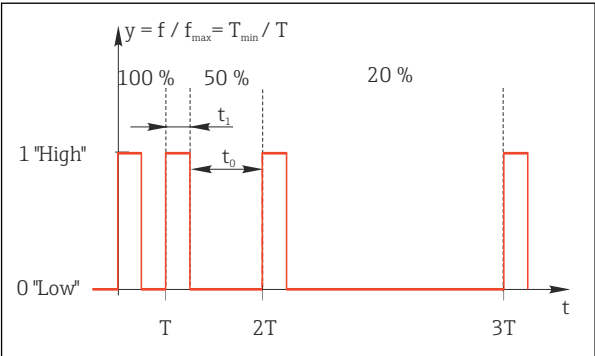 y = f / fmax= Tmin / T
100 % 50 % 20 %
t1
1 "High"
t0
0 "Low"
t
T 2T 3T